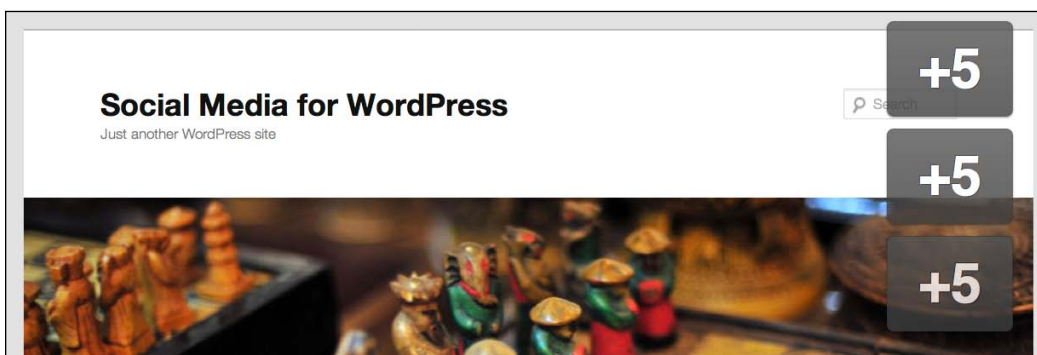 Social Media for WordPress
Just another WordPress site
Search
+5
+5
+5